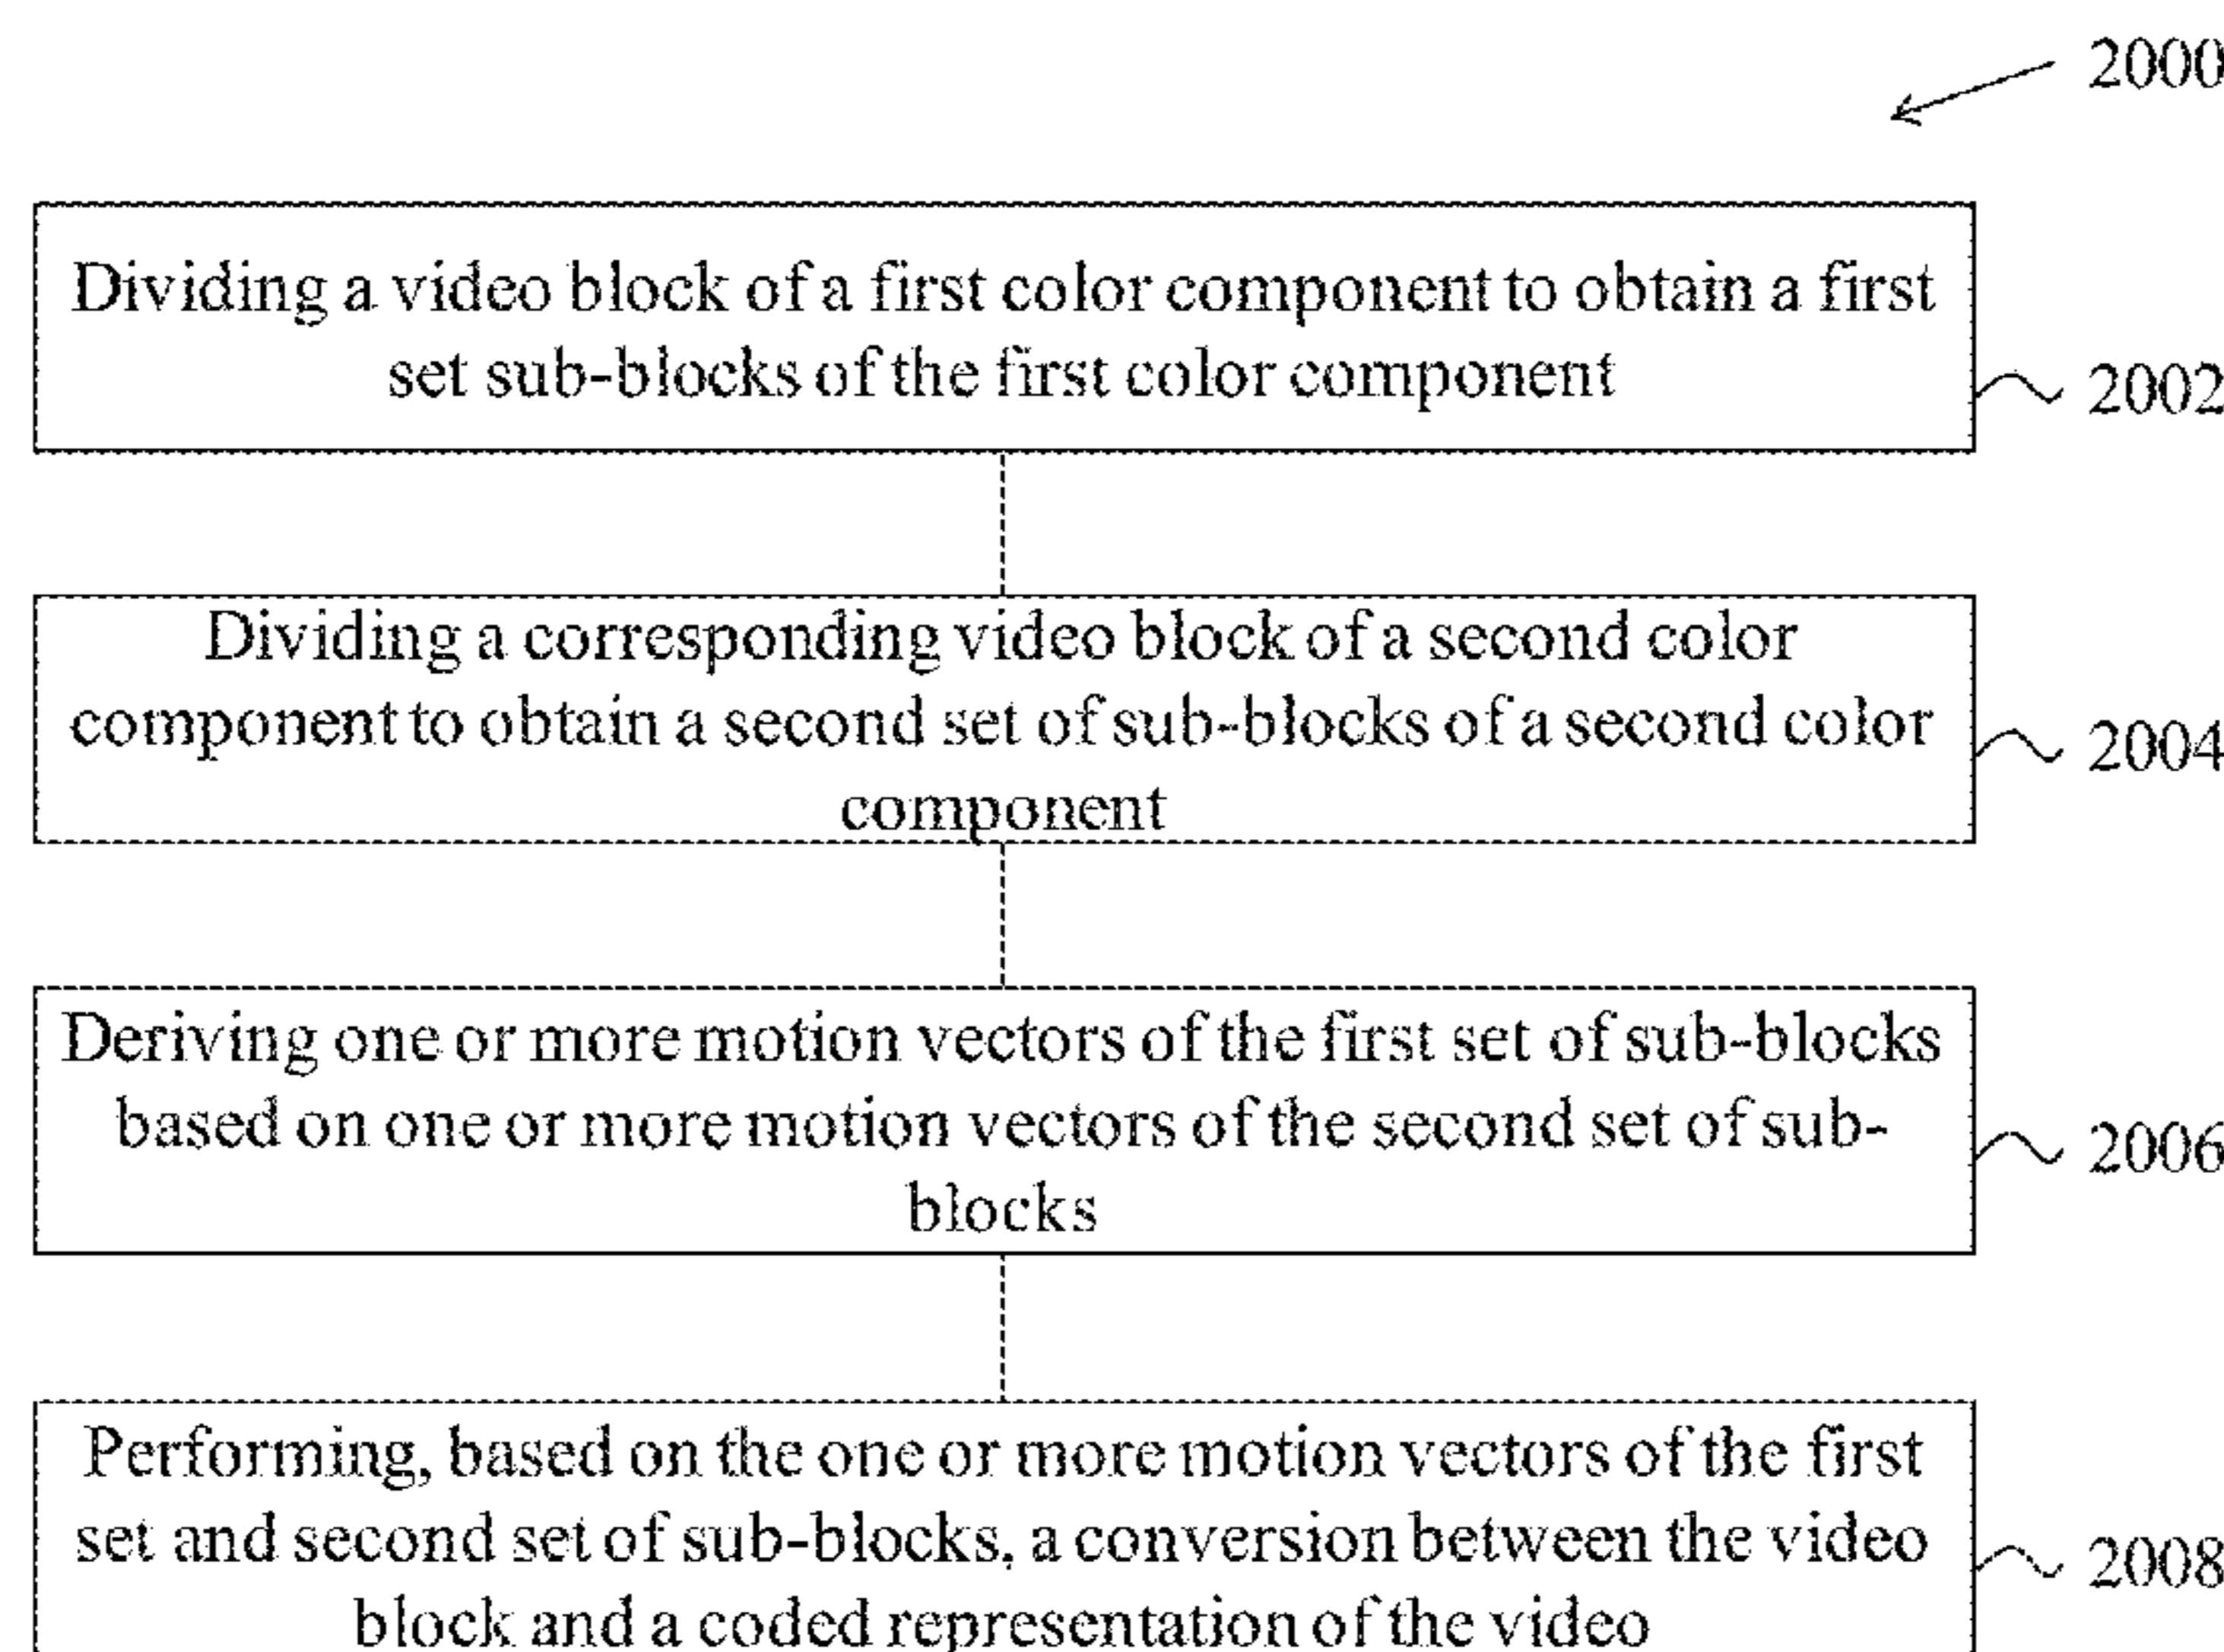 2000
Dividing a video block of a first color component to obtain a first
set sub-blocks of the first color component
2002
Dividing a corresponding video block of a second color
component to obtain a second set of sub-blocks of a second color
component
2004
Deriving one or more motion vectors of the first set of sub-blocks
based on one or more motion vectors of the second set of sub-
blocks
2006
Performing, based on the one or more motion vectors of the first
set and second set of sub-blocks, a conversion between the video
block and a coded representation of the video
2008